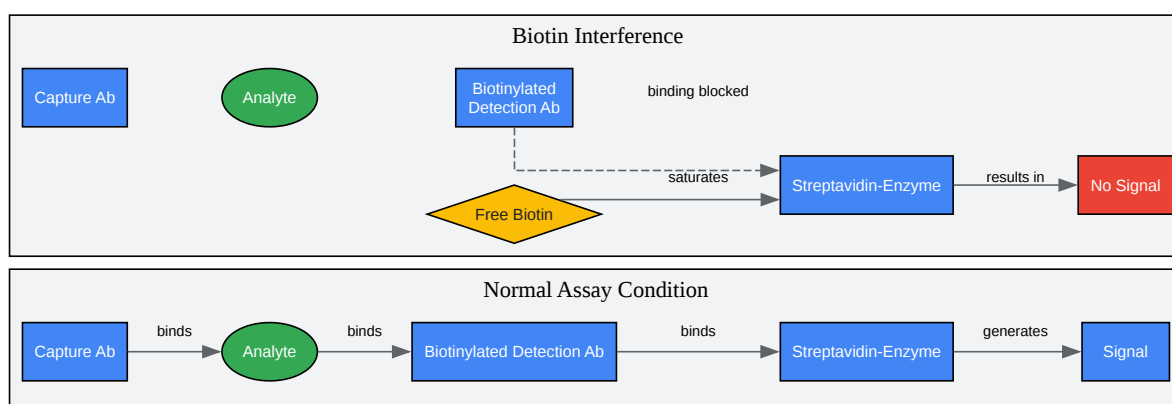 Biotin Interference
Capture Ab
Analyte
Biotinylated
Detection Ab
binding blocked
saturates
Streptavidin-Enzyme
results in
No Signal
Free Biotin
Normal Assay Condition
Capture Ab
binds
Analyte
binds
Biotinylated Detection Ab
binds
Streptavidin-Enzyme
generates
Signal